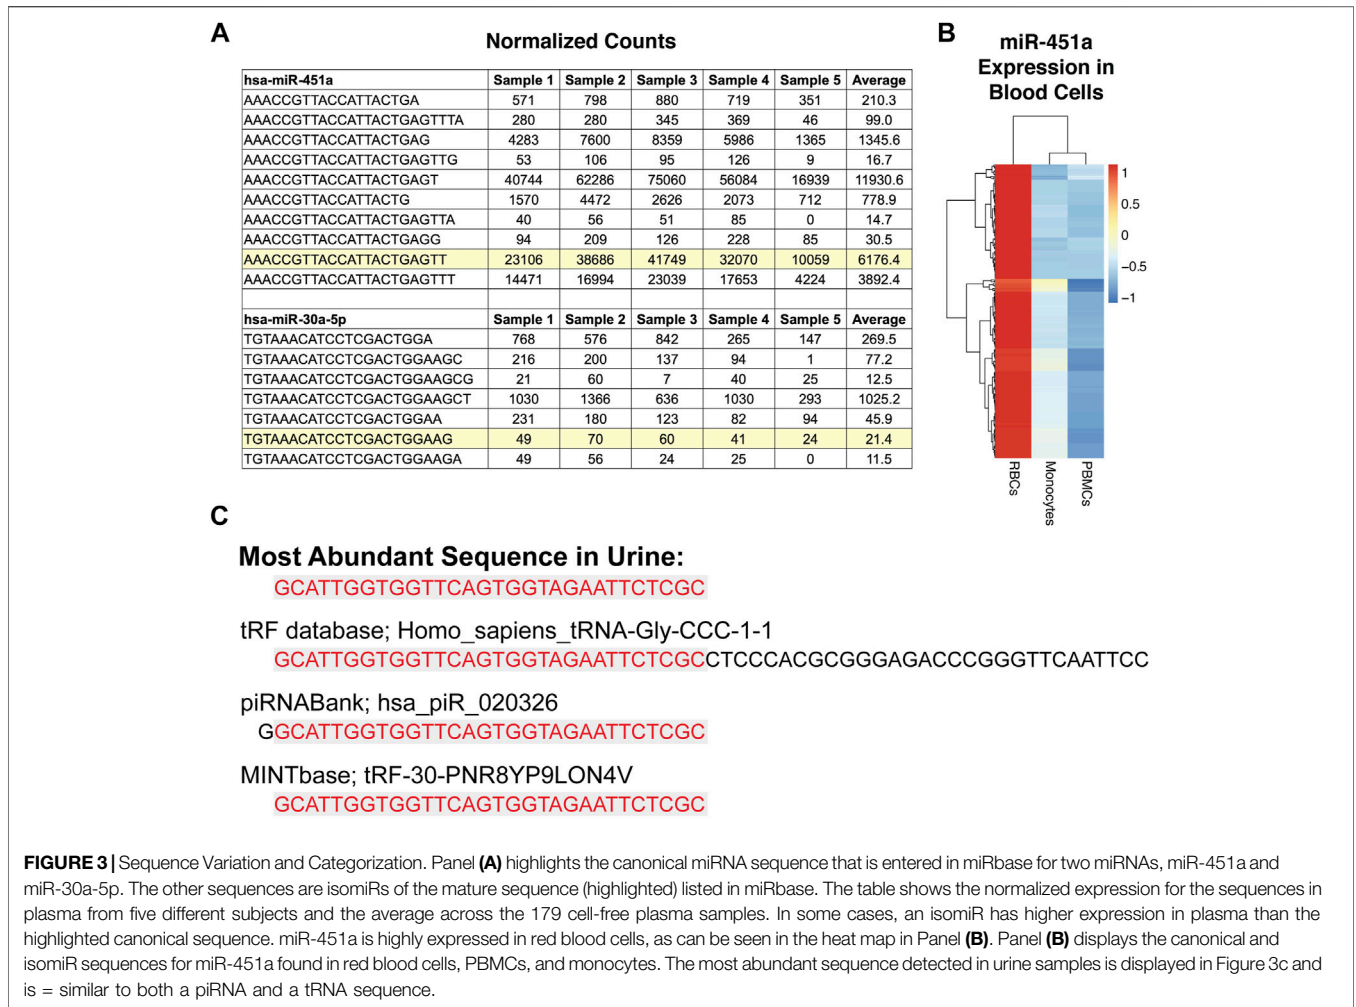 A
Normalized Counts
hsa-miR-451a Sample 1 Sample 2 Sample 3 Sample 4 Sample 5 Average
AAACCGTTACCATTACTGA 571 798 880 719 351 210.3
AAACCGTTACCATTACTGAGTTTA 280 280 345 369 46 99.0
AAACCGTTACCATTACTGAG 4283 7600 8359 5986 1365 1345.6
AAACCGTTACCATTACTGAGTTG 53 106 95 126 9 16.7
AAACCGTTACCATTACTGAGT 40744 62286 75060 56084 16939 11930.6
AAACCGTTACCATTACTG 1570 4472 2626 2073 712 778.9
AAACCGTTACCATTACTGAGTTA 40 56 51 85 0 14.7
AAACCGTTACCATTACTGAGG 94 209 126 228 85 30.5
AAACCGTTACCATTACTGAGTT 23106 38686 41749 32070 10059 6176.4
AAACCGTTACCATTACTGAGTTT 14471 16994 23039 17653 4224 3892.4
hsa-miR-30a-5p Sample 1 Sample 2 Sample 3 Sample 4 Sample 5 Average
TGTAAACATCCTCGACTGGA 768 576 842 265 147 269.5
TGTAAACATCCTCGACTGGAAGC 216 200 137 94 1 77.2
TGTAAACATCCTCGACTGGAAGCG 21 60 7 40 25 12.5
TGTAAACATCCTCGACTGGAAGCT 1030 1366 636 1030 293 1025.2
TGTAAACATCCTCGACTGGAA 231 180 123 82 94 45.9
TGTAAACATCCTCGACTGGAAG 49 70 60 41 24 21.4
TGTAAACATCCTCGACTGGAAGA 49 56 24 25 0 11.5
B
miR-451a
Expression in
Blood Cells
1
0.5
0
−0.5
−1
RBCs
Monocytes
PBMCs
C
Most Abundant Sequence in Urine:
GCATTGGTGGTTCAGTGGTAGAATTCTCGC
tRF database; Homo_sapiens_tRNA-Gly-CCC-1-1
GCATTGGTGGTTCAGTGGTAGAATTCTCGCCTCCCACGCGGGAGACCCGGGTTCAATTCC
piRNABank; hsa_piR_020326
GGCATTGGTGGTTCAGTGGTAGAATTCTCGC
MINTbase; tRF-30-PNR8YP9LON4V
GCATTGGTGGTTCAGTGGTAGAATTCTCGC
FIGURE 3 | Sequence Variation and Categorization. Panel (A) highlights the canonical miRNA sequence that is entered in miRbase for two miRNAs, miR-451a and
miR-30a-5p. The other sequences are isomiRs of the mature sequence (highlighted) listed in miRbase. The table shows the normalized expression for the sequences in
plasma from five different subjects and the average across the 179 cell-free plasma samples. In some cases, an isomiR has higher expression in plasma than the
highlighted canonical sequence. miR-451a is highly expressed in red blood cells, as can be seen in the heat map in Panel (B). Panel (B) displays the canonical and
isomiR sequences for miR-451a found in red blood cells, PBMCs, and monocytes. The most abundant sequence detected in urine samples is displayed in Figure 3c and
is = similar to both a piRNA and a tRNA sequence.